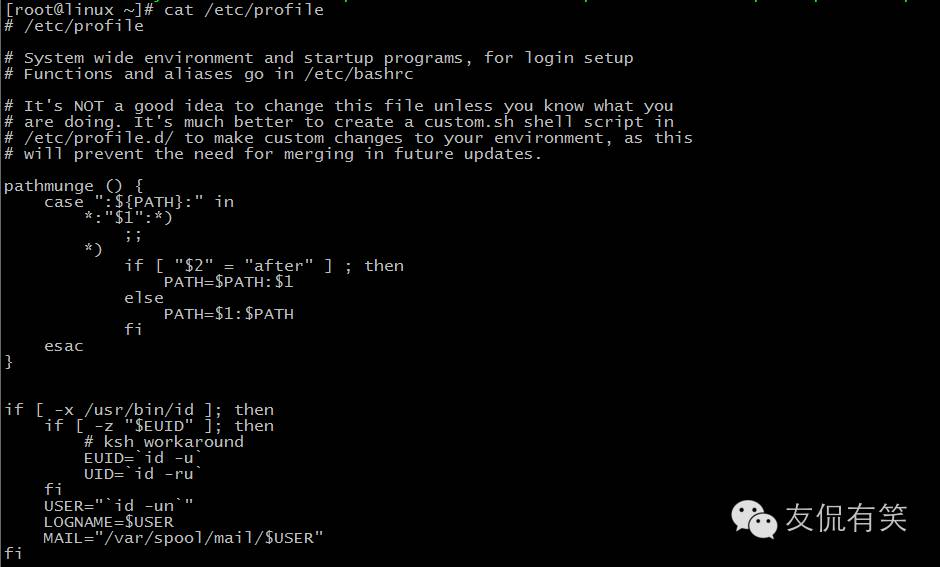 [root@linux ~]# cat /etc/profile
# /etc/profile

# System wide environment and startup programs, for login setup
# Functions and aliases go in /etc/bashrc

# It's NOT a good idea to change this file unless you know what you
# are doing. It's much better to create a custom.sh shell script in
# /etc/profile.d/ to make custom changes to your environment, as this
# will prevent the need for merging in future updates.

pathmunge () {
    case ":${PATH}:" in
        *:"$1":*)
            ;;
        *)
            if [ "$2" = "after" ] ; then
                PATH=$PATH:$1
            else
                PATH=$1:$PATH
            fi
    esac
}


if [ -x /usr/bin/id ]; then
    if [ -z "$EUID" ]; then
        # ksh workaround
        EUID=`id -u`
        UID=`id -ru`
    fi
    USER="`id -un`"
    LOGNAME=$USER
    MAIL="/var/spool/mail/$USER"
fi
友侃有笑